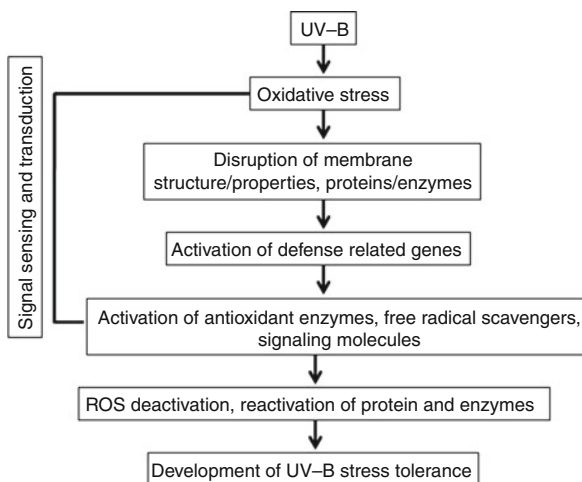 UV–B
Signal sensing and transduction
Oxidative stress
Disruption of membrane
structure/properties, proteins/enzymes
Activation of defense related genes
Activation of antioxidant enzymes, free radical scavengers,
signaling molecules
ROS deactivation, reactivation of protein and enzymes
Development of UV–B stress tolerance